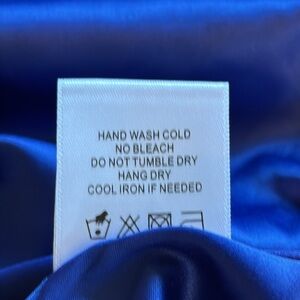 HAND WASH COLD
NO BLEACH
DO NOT TUMBLE DRY
HANG DRY
COOL IRON IF NEEDED